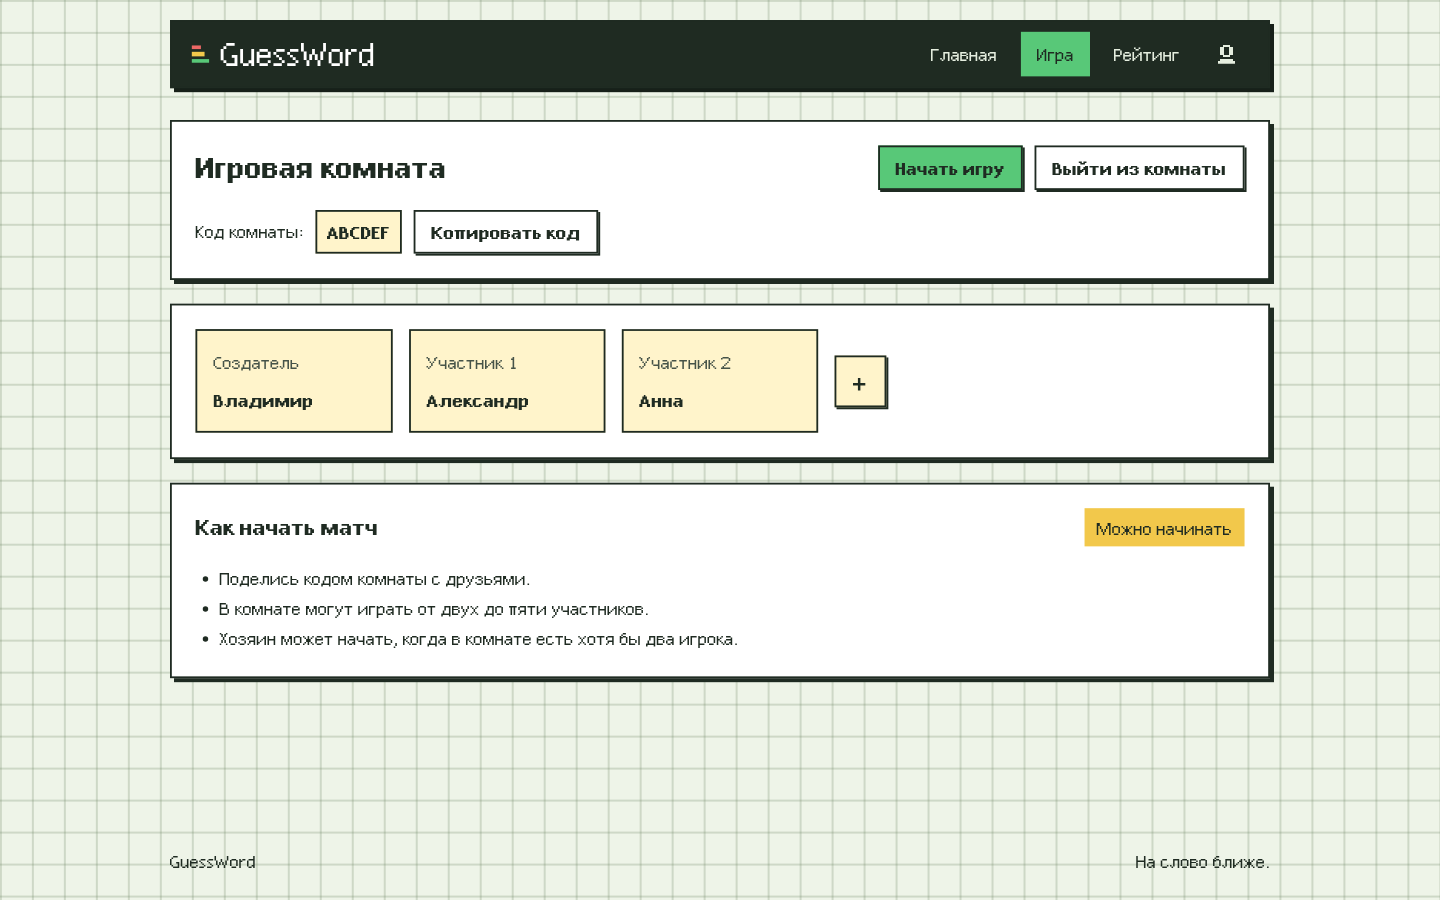 GuessWord
Главная
Игра
Рейтинг
Игровая комната
Начать игру
Выйти из комнаты
Код комнаты:
ABCDEF
Копировать код
Создатель
Владимир
Участник 1
Александр
Участник 2
Анна
+
Как начать матч
Можно начинать
• Поделись кодом комнаты с друзьями.
• В комнате могут играть от двух до пяти участников.
• Хозяин может начать, когда в комнате есть хотя бы два игрока.
GuessWord
На слово ближе.